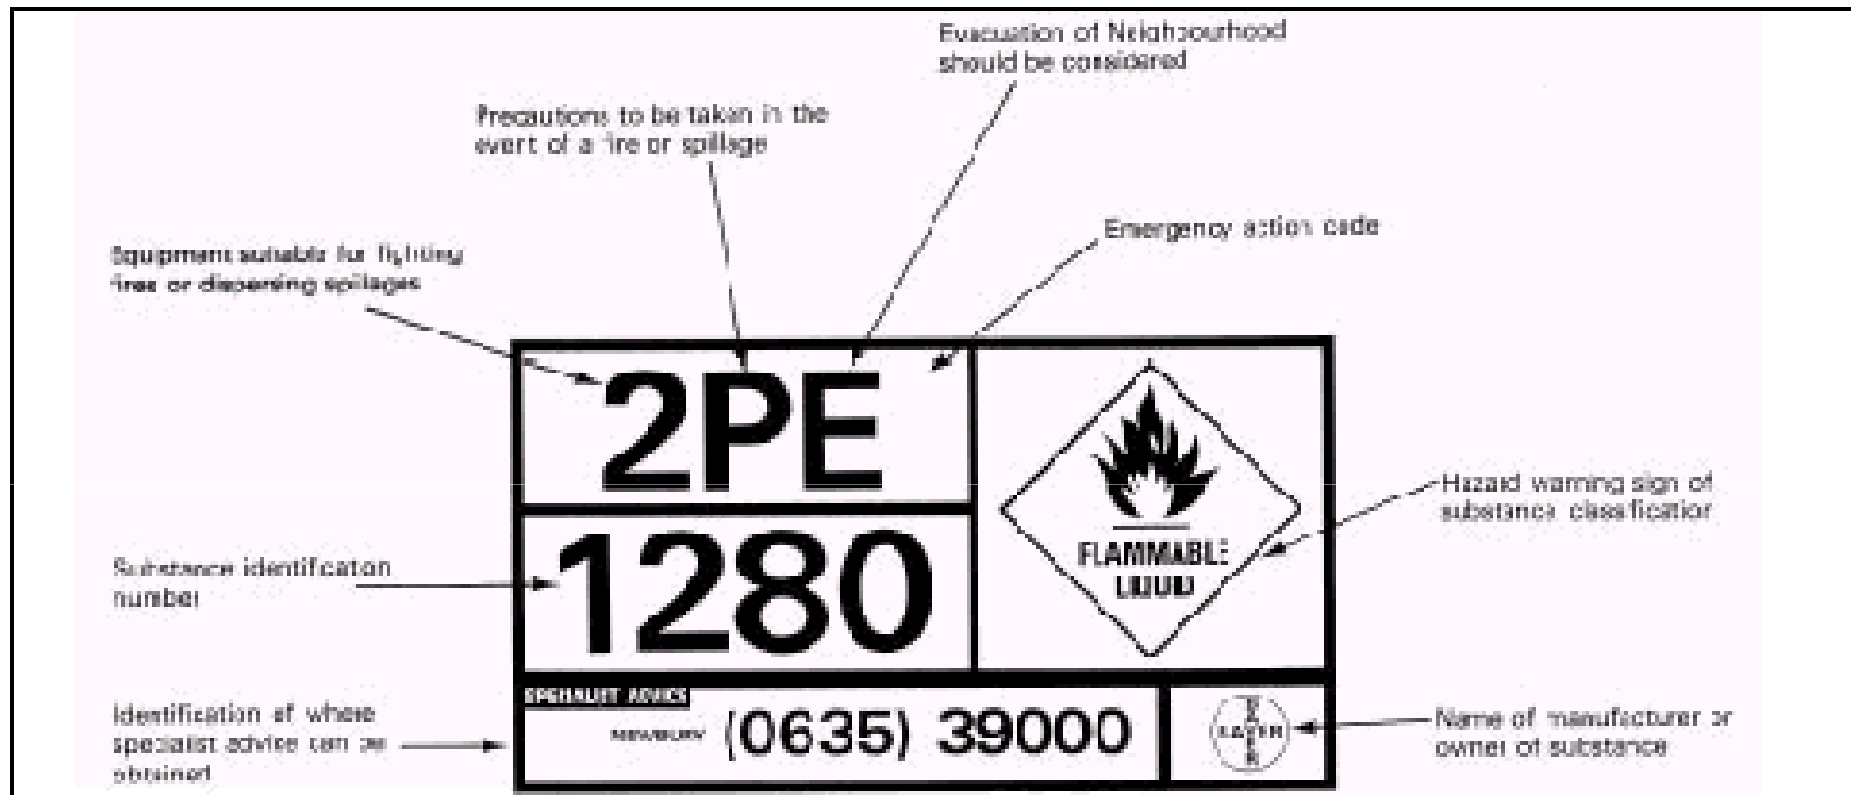 Evacuation of Neighbourhood
should be considered
Precautions to be taken in the
event of a fire or spillage
Emergency action code
Equipment suitable for fighting
fires or dispersing spillages
2PE
FLAMMABLE
LIQUID
Hazard warning sign of
substance classification
Substance identification
number
1280
SPECIALIST ADVICE
NEWBURY (0635) 39000
BAYER
BAYER
Identification of where
specialist advice can be
obtained
Name of manufacturer or
owner of substance